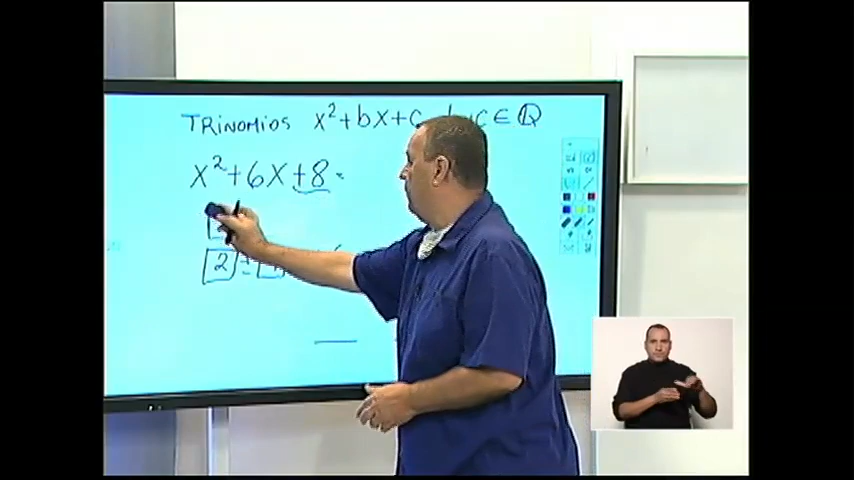 TRINOMIOS x²+bx+c c ∈ ℚ
x²+6x+8=
2 ±